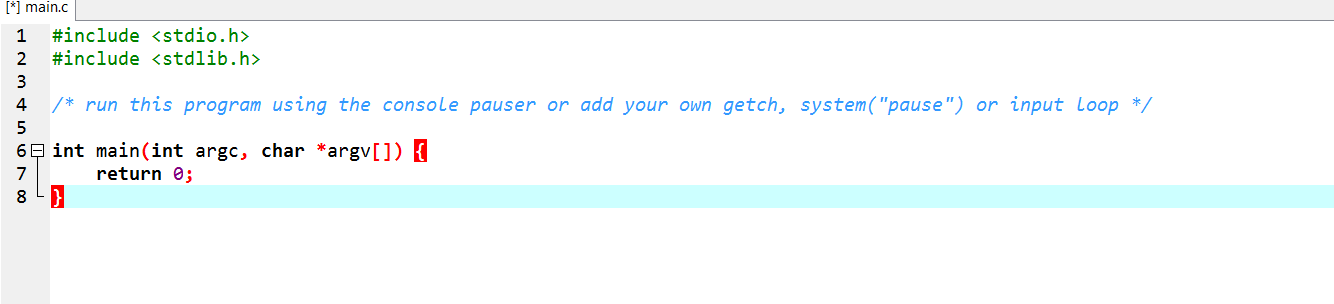 [*] main.c
1 #include <stdio.h>
2 #include <stdlib.h>
3
4 /* run this program using the console pauser or add your own getch, system("pause") or input loop */
5
6 int main(int argc, char *argv[]) {
7     return 0;
8 }